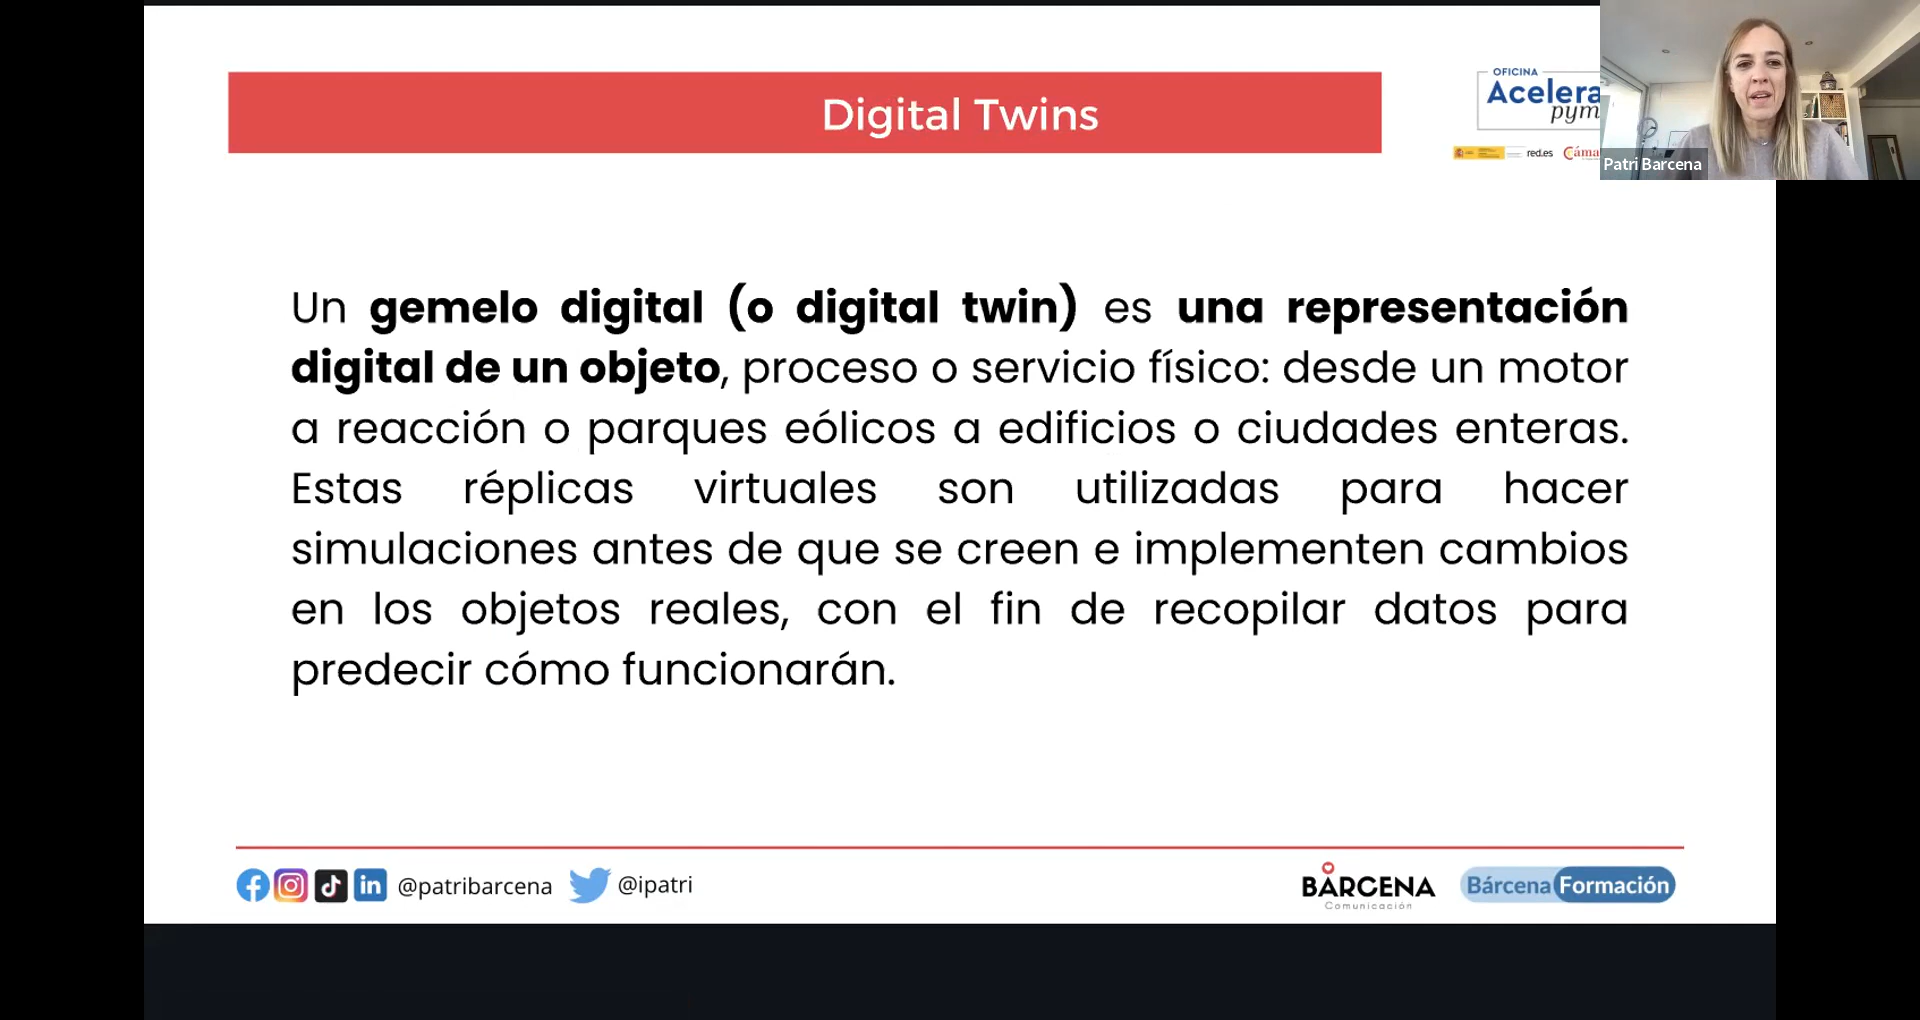 Digital Twins
OFICINA
Acelera
pym
red.es
Cáma
Patri Barcena
Un gemelo digital (o digital twin) es una representación
digital de un objeto, proceso o servicio físico: desde un motor
a reacción o parques eólicos a edificios o ciudades enteras.
Estas réplicas virtuales son utilizadas para hacer
simulaciones antes de que se creen e implementen cambios
en los objetos reales, con el fin de recopilar datos para
predecir cómo funcionarán.
@patribarcena
@ipatri
BARCENA
Comunicación
Bárcena Formación